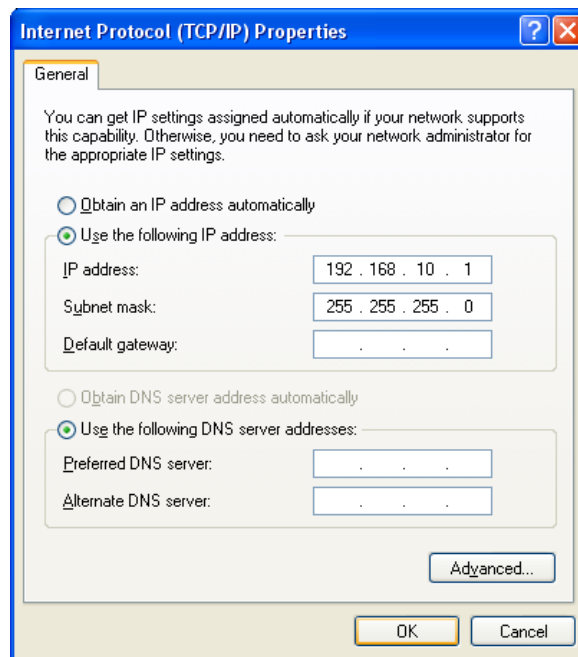 Internet Protocol (TCP/IP) Properties
General
You can get IP settings assigned automatically if your network supports
this capability. Otherwise, you need to ask your network administrator for
the appropriate IP settings.
Obtain an IP address automatically
Use the following IP address:
IP address: 192 . 168 . 10 . 1
Subnet mask: 255 . 255 . 255 . 0
Default gateway: . . .
Obtain DNS server address automatically
Use the following DNS server addresses:
Preferred DNS server: . . .
Alternate DNS server: . . .
Advanced...
OK Cancel